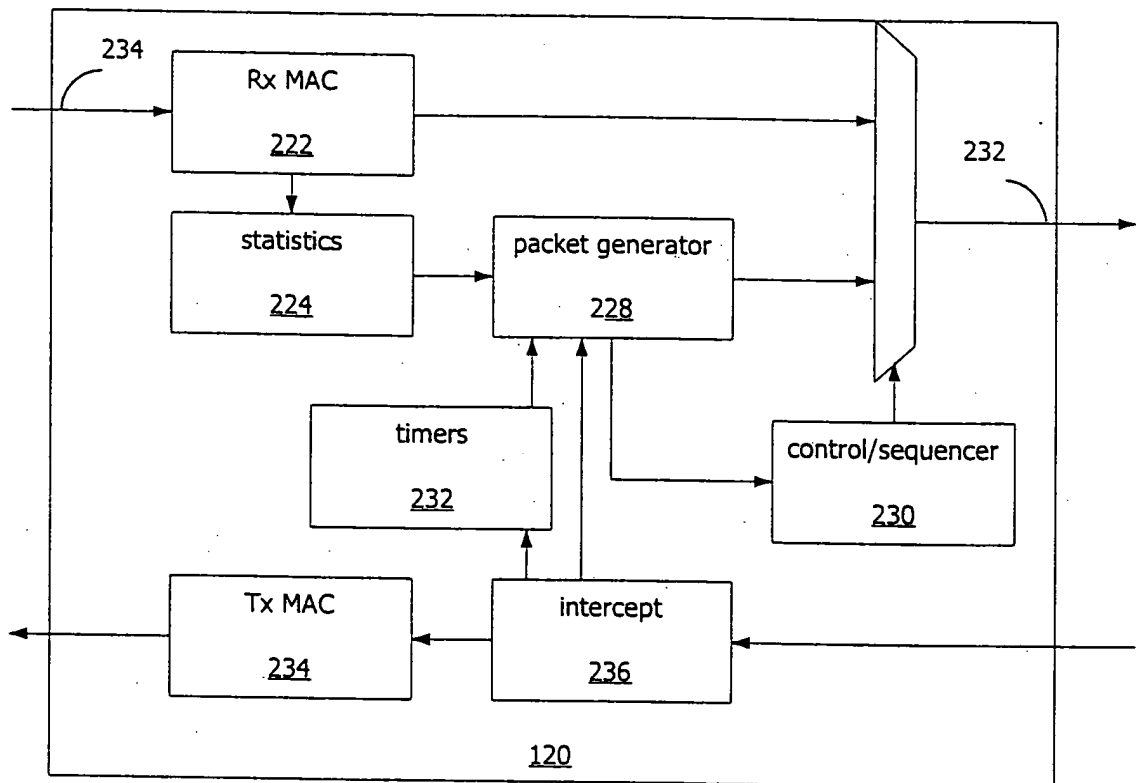 234
Rx MAC
222
232
statistics
224
packet generator
228
timers
232
control/sequencer
230
Tx MAC
234
intercept
236
120